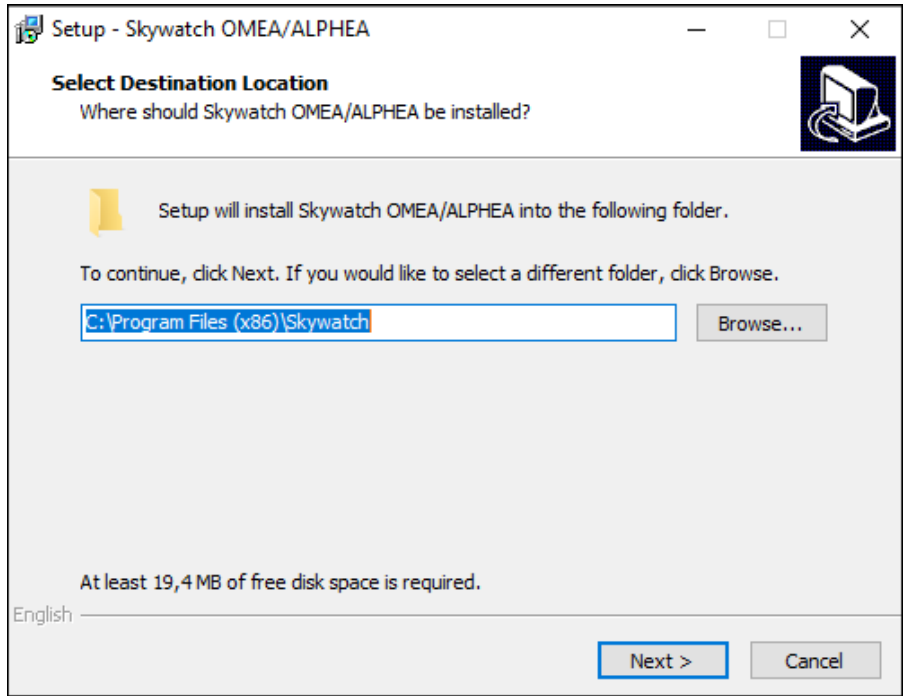 Setup - Skywatch OMEA/ALPHEA
Select Destination Location
Where should Skywatch OMEA/ALPHEA be installed?
Setup will install Skywatch OMEA/ALPHEA into the following folder.
To continue, click Next. If you would like to select a different folder, click Browse.
C:\Program Files (x86)\Skywatch
Browse...
At least 19,4 MB of free disk space is required.
English
Next >
Cancel